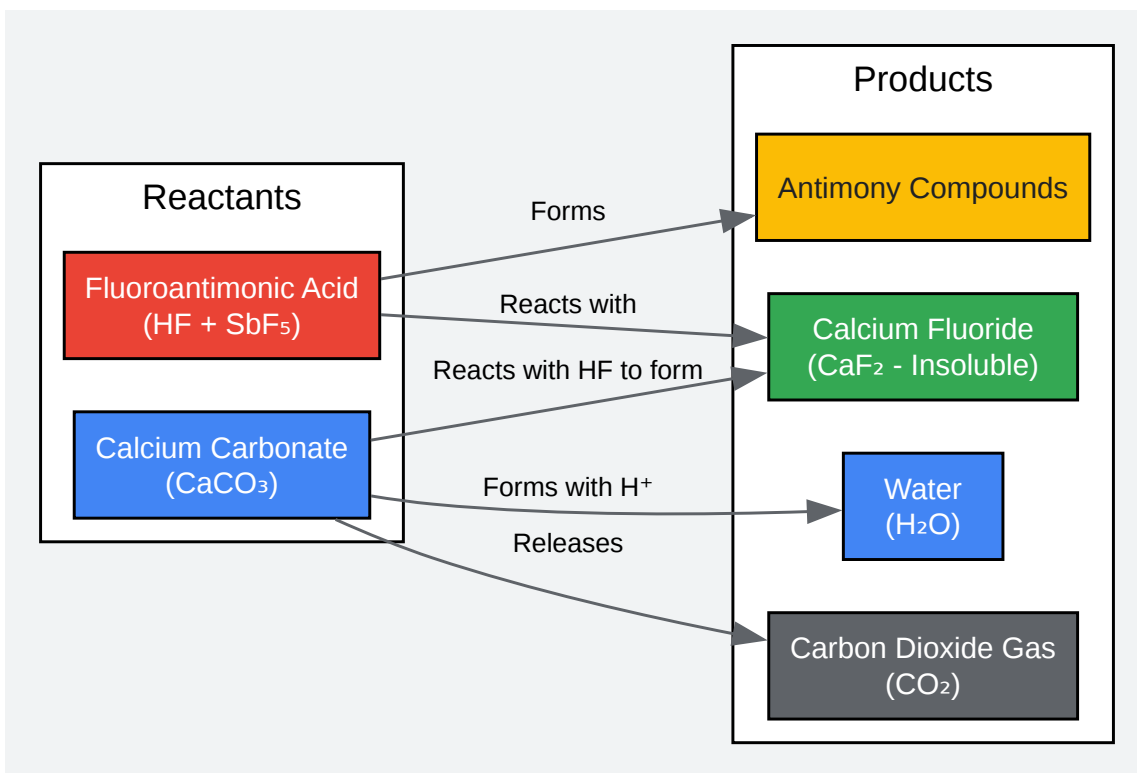 Reactants
Fluoroantimonic Acid
(HF + SbF₅)
Calcium Carbonate
(CaCO₃)
Forms
Reacts with
Reacts with HF to form
Forms with H⁺
Releases
Products
Antimony Compounds
Calcium Fluoride
(CaF₂ - Insoluble)
Water
(H₂O)
Carbon Dioxide Gas
(CO₂)